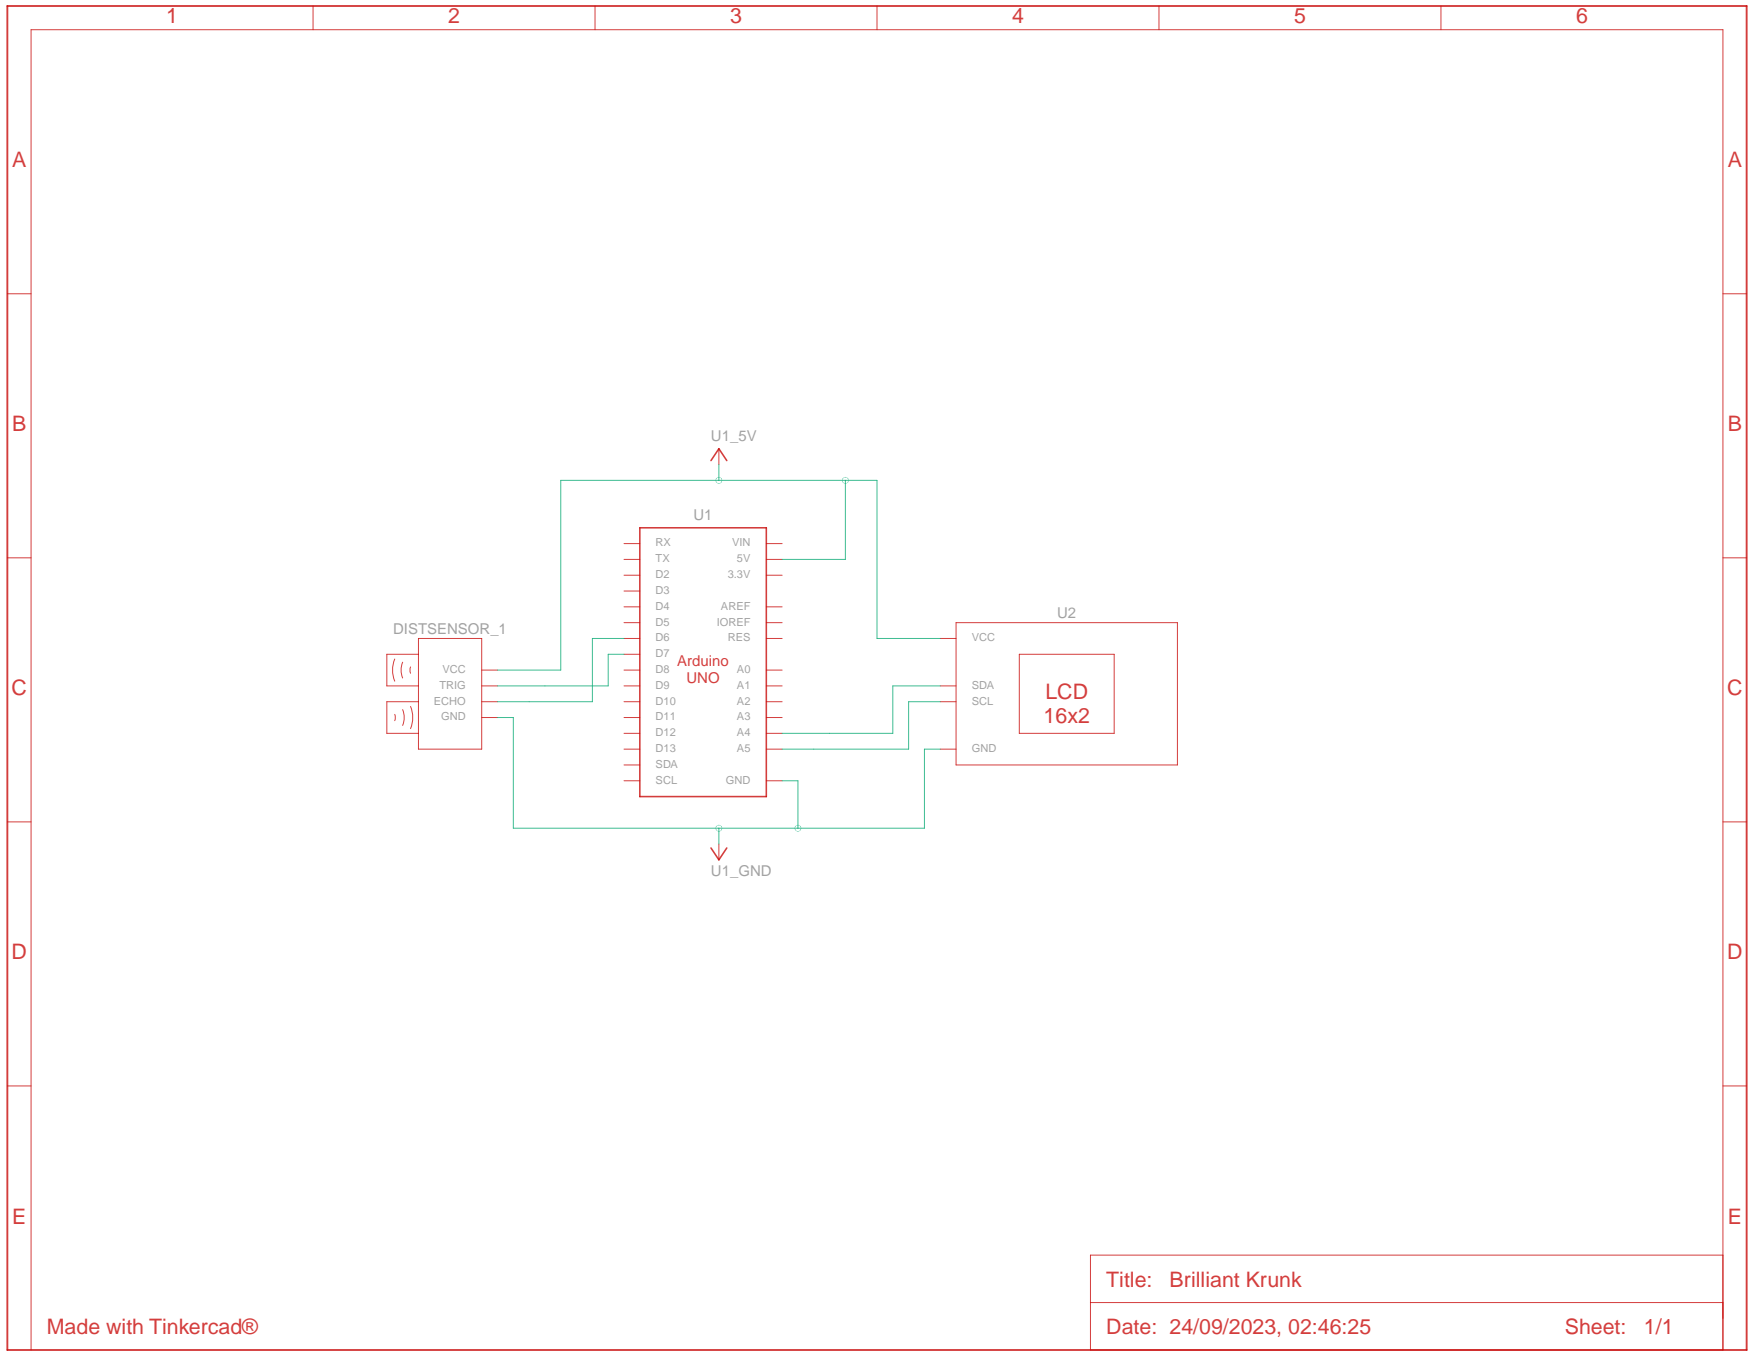 1 2 3 4 5 6
A A
B B
U1_5V
U1
RX VIN
TX 5V
D2 3.3V
D3
D4 AREF
D5 IOREF
D6 RES
D7
D8 A0
D9 A1
D10 A2
D11 A3
D12 A4
D13 A5
SDA
SCL GND
Arduino
UNO
DISTSENSOR_1
VCC
TRIG
ECHO
GND
U2
VCC
SDA
SCL
GND
LCD
16x2
C C
U1_GND
D D
E E
Title: Brilliant Krunk
Made with Tinkercad®
Date: 24/09/2023, 02:46:25 Sheet: 1/1